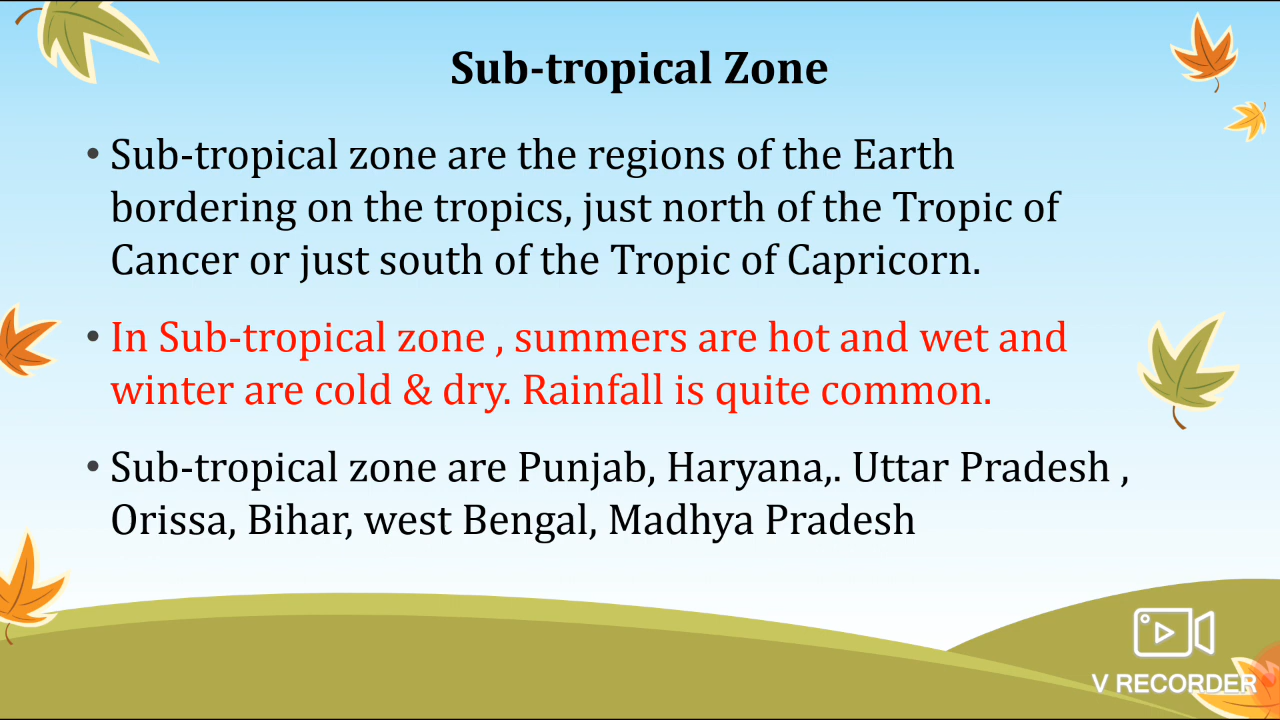 Sub-tropical Zone
• Sub-tropical zone are the regions of the Earth
bordering on the tropics, just north of the Tropic of
Cancer or just south of the Tropic of Capricorn.
• In Sub-tropical zone , summers are hot and wet and
winter are cold & dry. Rainfall is quite common.
• Sub-tropical zone are Punjab, Haryana,. Uttar Pradesh ,
Orissa, Bihar, west Bengal, Madhya Pradesh
V RECORDER